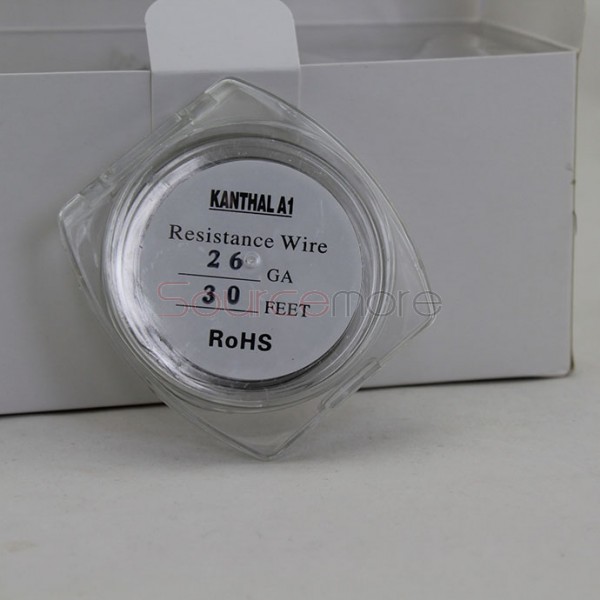 KANTHAL A1
Resistance Wire
26 GA
Sourcemore
30 FEET
RoHS